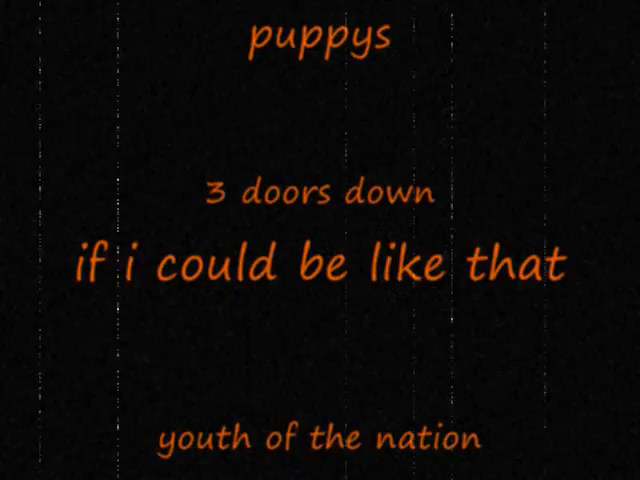 puppys
3 doors down
if i could be like that
youth of the nation